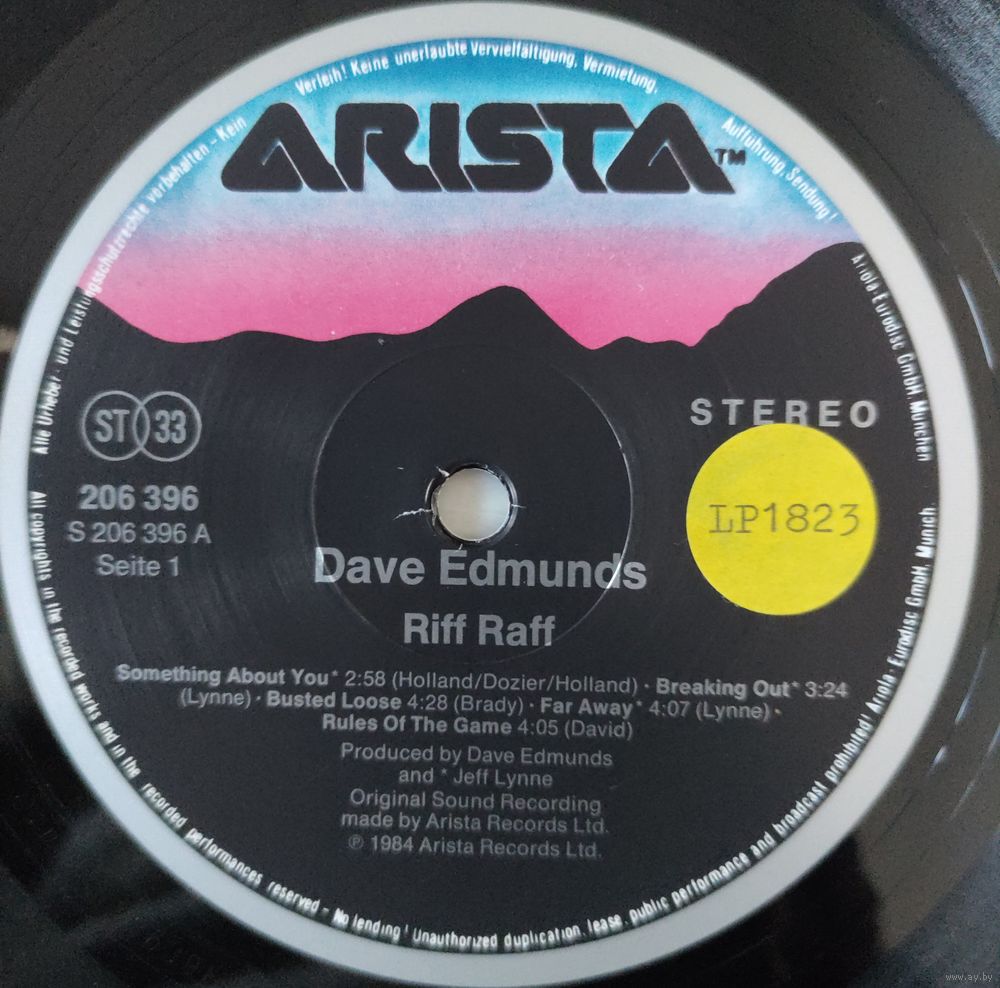 Alle Urheber- und Leistungsschutzrechte vorbehalten - Kein Verleih! Keine unerlaubte Vervielfältigung, Vermietung, Aufführung, Sendung! Ariola-Eurodisc GmbH, München
ARISTA™
ST 33
STEREO
206 396
S 206 396 A
Seite 1
LP1823
Dave Edmunds
Riff Raff
Something About You* 2:58 (Holland/Dozier/Holland) · Breaking Out* 3:24
(Lynne) · Busted Loose 4:28 (Brady) · Far Away* 4:07 (Lynne) ·
Rules Of The Game 4:05 (David)
Produced by Dave Edmunds
and * Jeff Lynne
Original Sound Recording
made by Arista Records Ltd.
℗ 1984 Arista Records Ltd.
All copyrights in the recorded works and in the recorded performances reserved - No lending! Unauthorized duplication, lease, public performance and broadcast prohibited! Ariola-Eurodisc GmbH, Munich.
www.ay.by